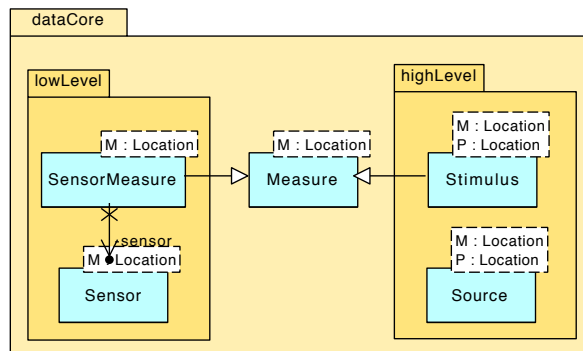 dataCore
lowLevel
M : Location
SensorMeasure
sensor
M : Location
Sensor
M : Location
Measure
highLevel
M : Location
P : Location
Stimulus
M : Location
P : Location
Source